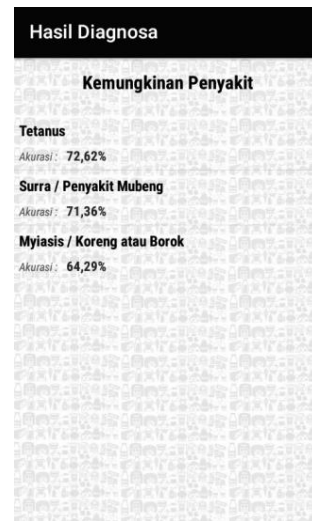 Hasil Diagnosa
Kemungkinan Penyakit
Tetanus
Akurasi : 72,62%
Surra / Penyakit Mubeng
Akurasi : 71,36%
Myiasis / Koreng atau Borok
Akurasi : 64,29%